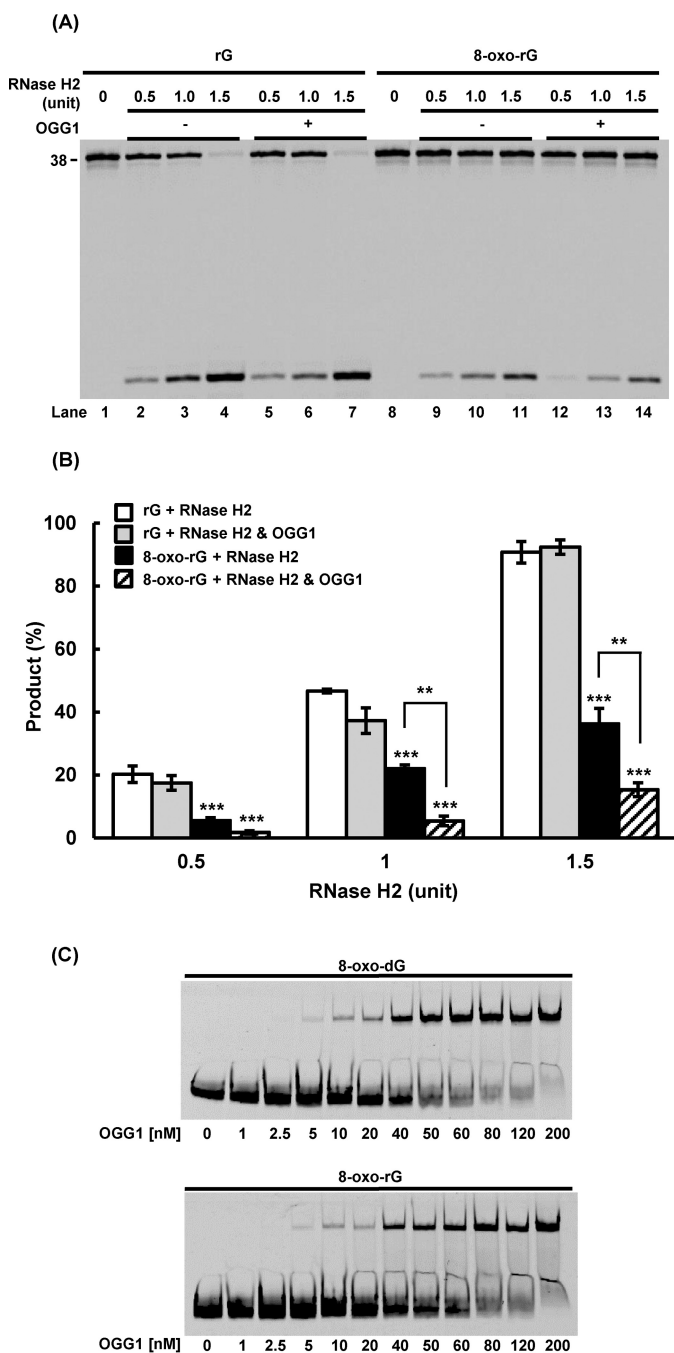 (A)
rG 8-oxo-rG
RNase H2 (unit) 0 0.5 1.0 1.5 0.5 1.0 1.5 0 0.5 1.0 1.5 0.5 1.0 1.5
OGG1 - + - +
38
Lane 1 2 3 4 5 6 7 8 9 10 11 12 13 14
(B)
rG + RNase H2
rG + RNase H2 & OGG1
8-oxo-rG + RNase H2
8-oxo-rG + RNase H2 & OGG1
100
80
60
40
20
0
Product (%)
*** ***
** *** ***
** *** ***
0.5 1 1.5
RNase H2 (unit)
(C)
8-oxo-dG
OGG1 [nM] 0 1 2.5 5 10 20 40 50 60 80 120 200
8-oxo-rG
OGG1 [nM] 0 1 2.5 5 10 20 40 50 60 80 120 200